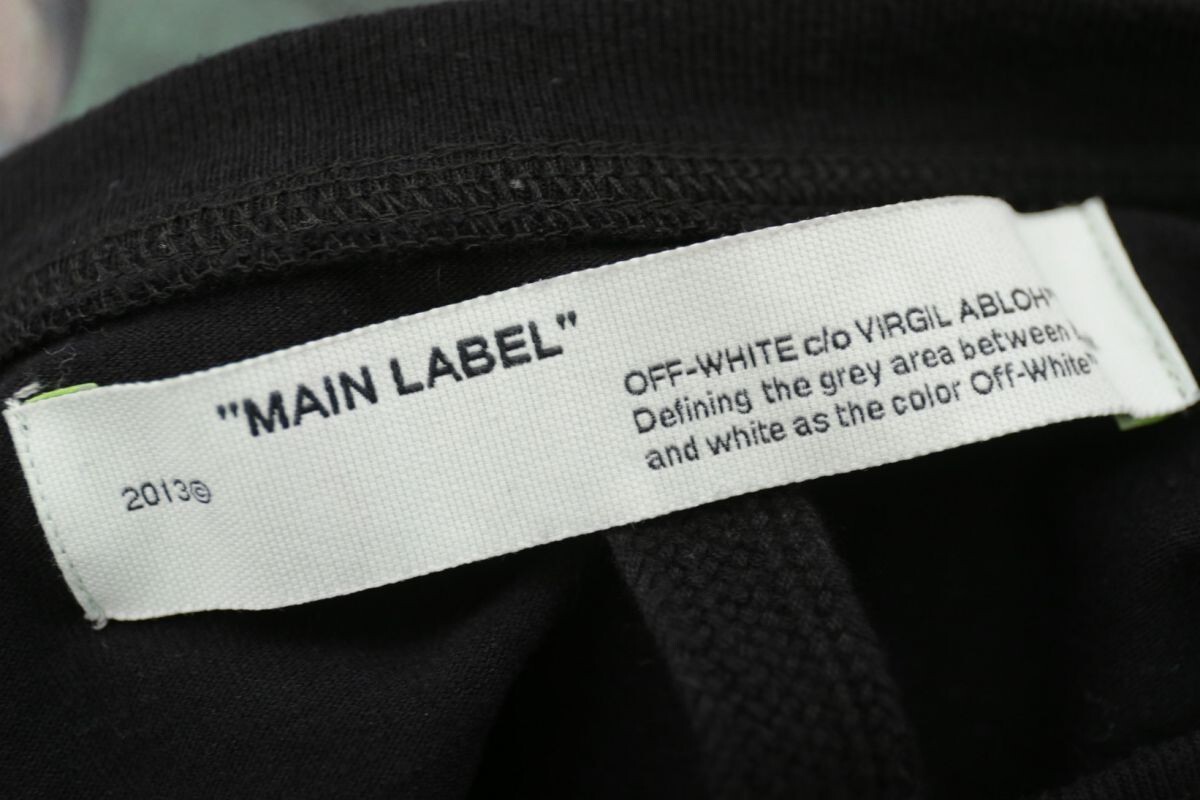 "MAIN LABEL"
2013©
OFF-WHITE c/o VIRGIL ABLOH™
Defining the grey area between
and white as the color Off-White™